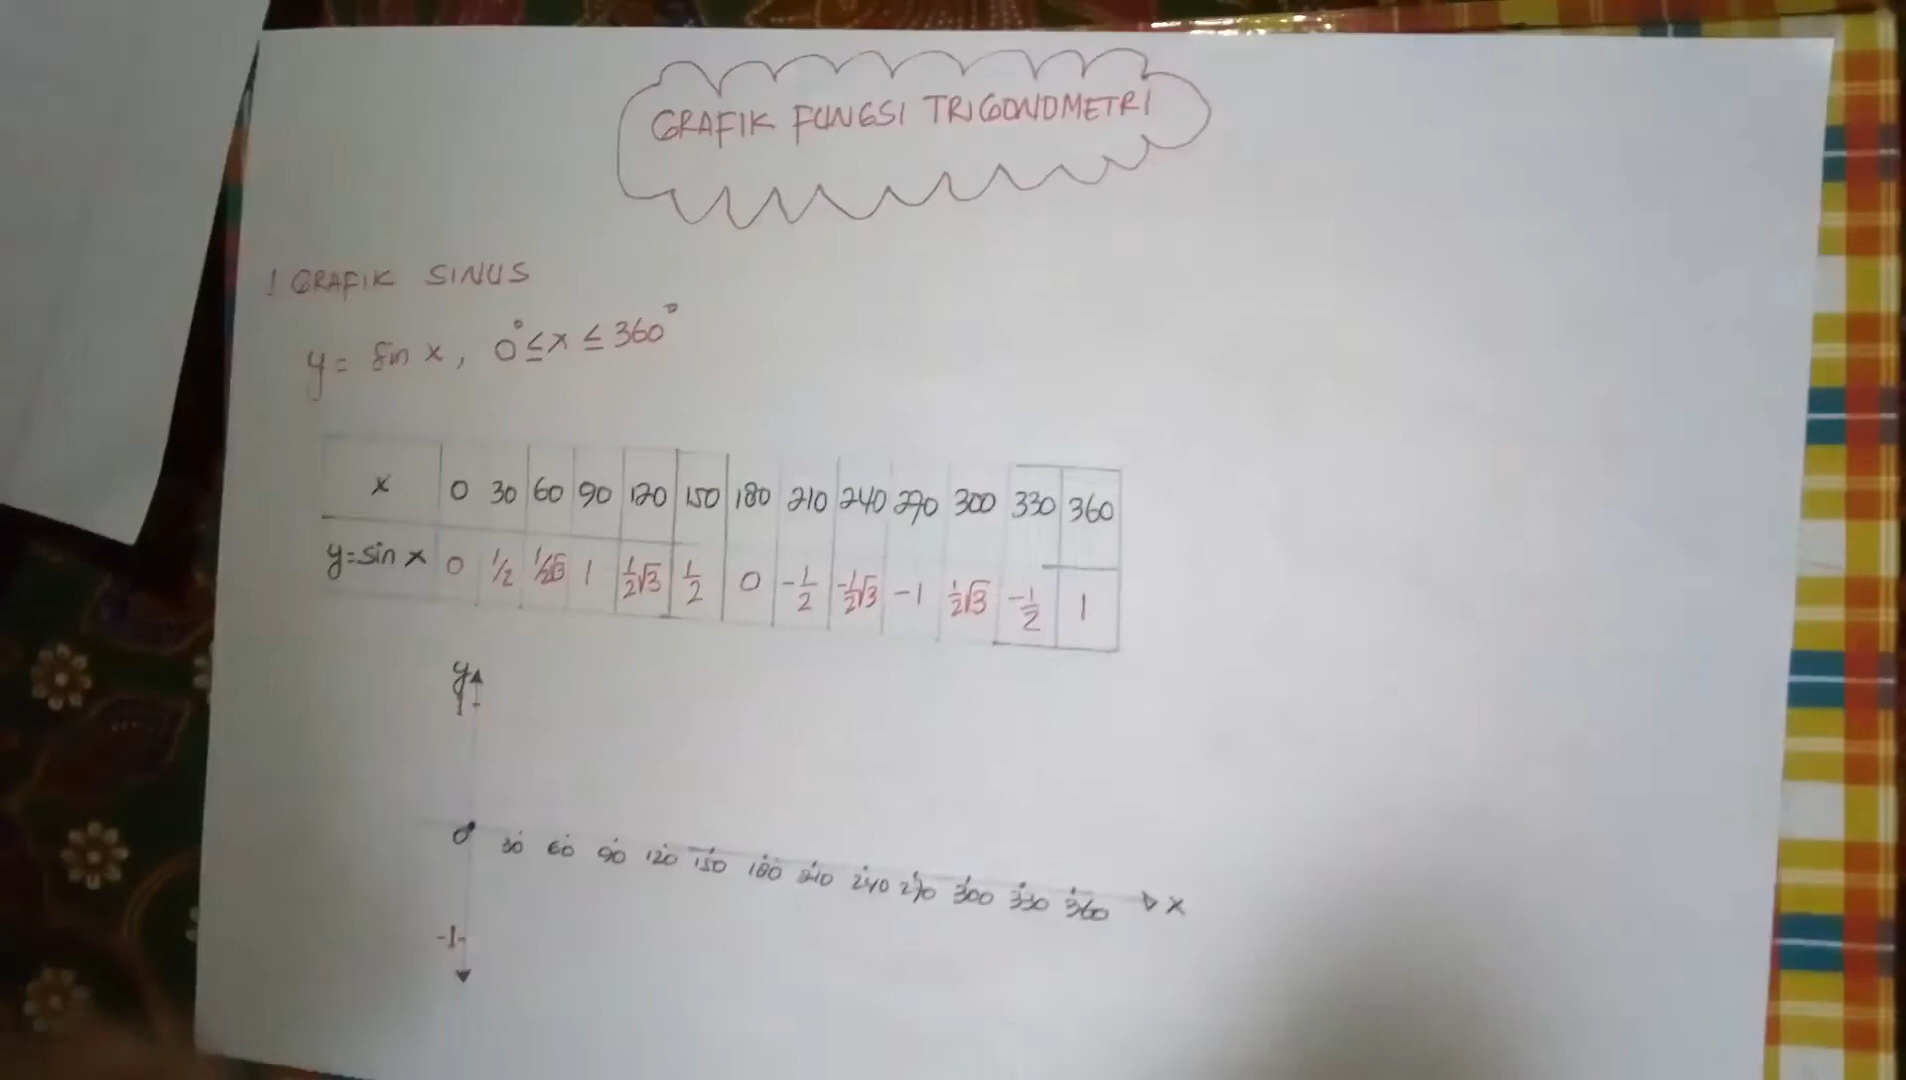 GRAFIK FUNGSI TRIGONOMETRI
1 GRAFIK SINUS
y = sin x, 0° ≤ x ≤ 360°
x 0 30 60 90 120 150 180 210 240 270 300 330 360
y=sin x 0 1/2 1/2√3 1 1/2√3 1/2 0 -1/2 -1/2√3 -1 1/2√3 -1/2 1
y
1
0 30 60 90 120 150 180 210 240 270 300 330 360 x
-1